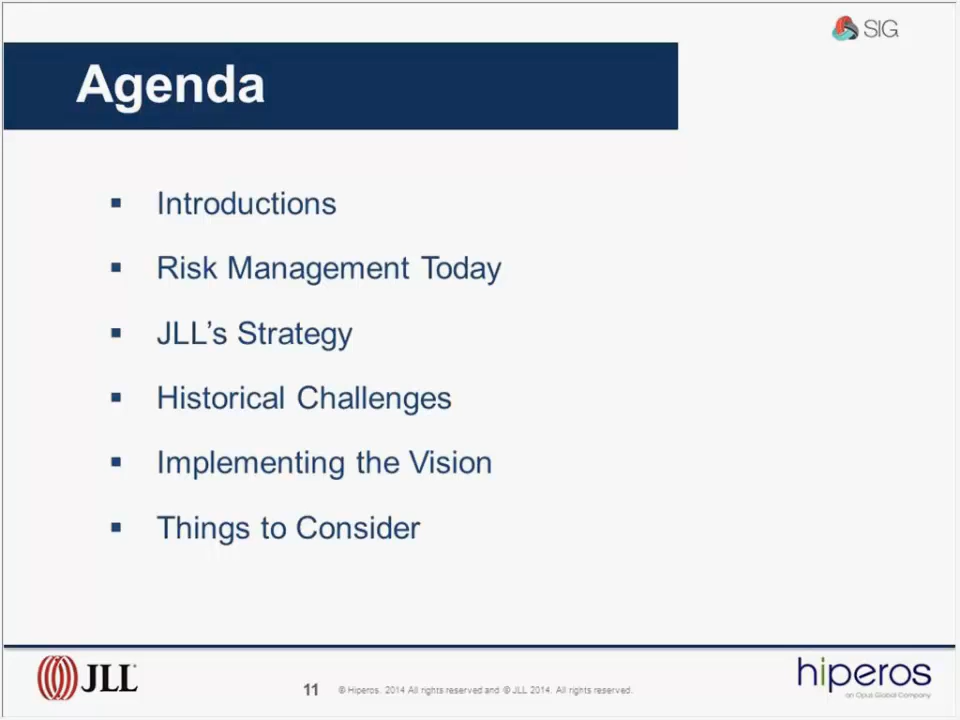 SIG
Agenda
▪ Introductions
▪ Risk Management Today
▪ JLL’s Strategy
▪ Historical Challenges
▪ Implementing the Vision
▪ Things to Consider
JLL
11
© Hiperos. 2014 All rights reserved and © JLL 2014. All rights reserved.
hiperos
an Opus Global Company